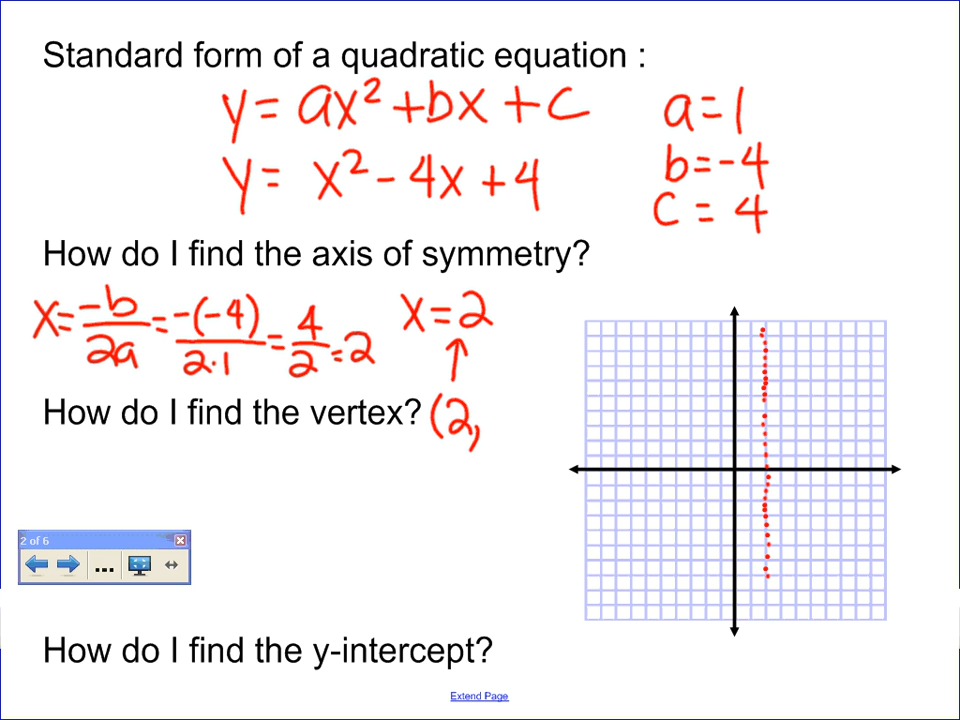 Standard form of a quadratic equation :
y = ax² + bx + c
a = 1
y = x² - 4x + 4
b = -4
c = 4
How do I find the axis of symmetry?
x = -b/2a = -(-4)/2·1 = 4/2 = 2
x = 2
How do I find the vertex? (2,
2 of 6
...
How do I find the y-intercept?
Extend Page